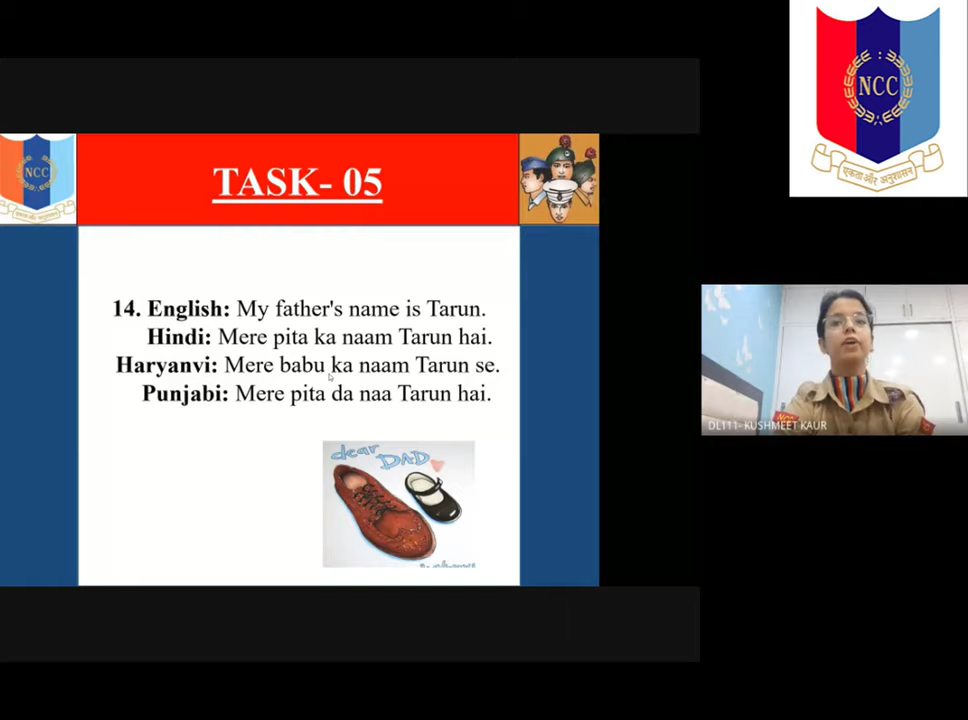 NCC
एकता और अनुशासन
NCC
TASK- 05
14. English: My father's name is Tarun.
Hindi: Mere pita ka naam Tarun hai.
Haryanvi: Mere babu ka naam Tarun se.
Punjabi: Mere pita da naa Tarun hai.
dear
DAD
NCC
DL111- KUSHMEET KAUR